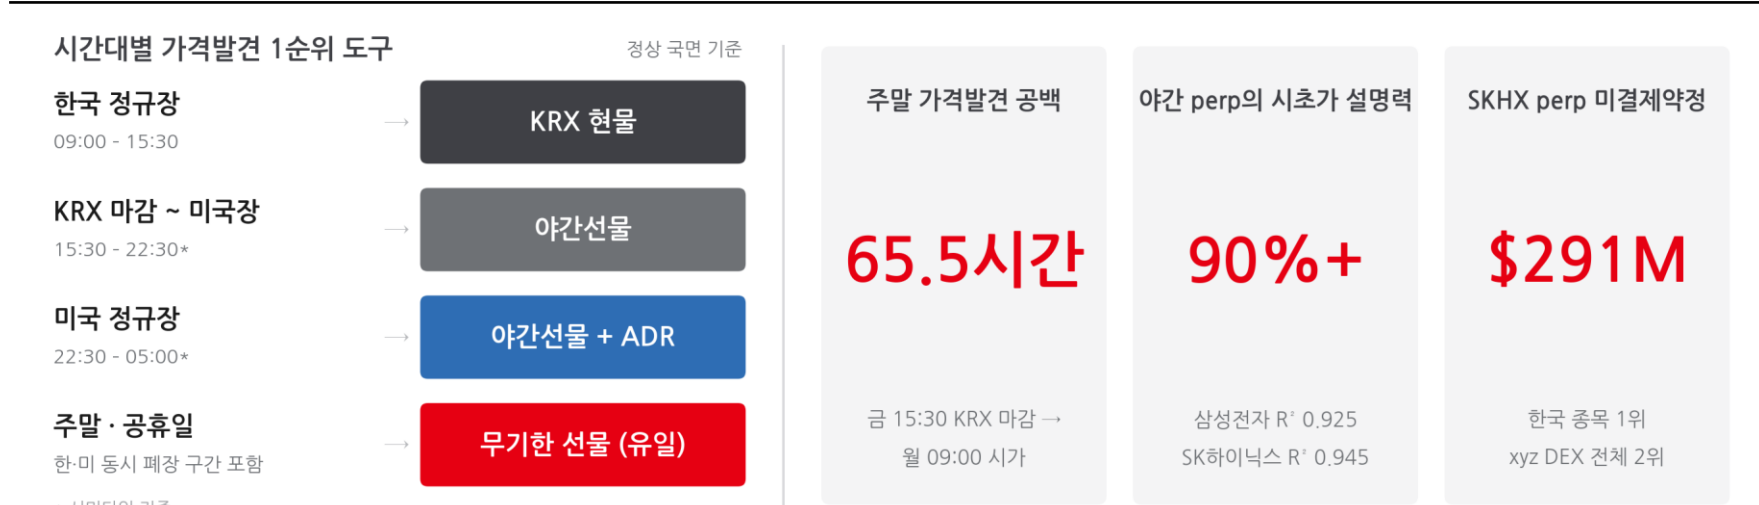 시간대별 가격발견 1순위 도구
정상 국면 기준
한국 정규장
09:00 - 15:30
→
KRX 현물
KRX 마감 ~ 미국장
15:30 - 22:30*
→
야간선물
미국 정규장
22:30 - 05:00*
→
야간선물 + ADR
주말 · 공휴일
한·미 동시 폐장 구간 포함
→
무기한 선물 (유일)
주말 가격발견 공백
65.5시간
금 15:30 KRX 마감 →
월 09:00 시가
야간 perp의 시초가 설명력
90%+
삼성전자 R² 0.925
SK하이닉스 R² 0.945
SKHX perp 미결제약정
$291M
한국 종목 1위
xyz DEX 전체 2위